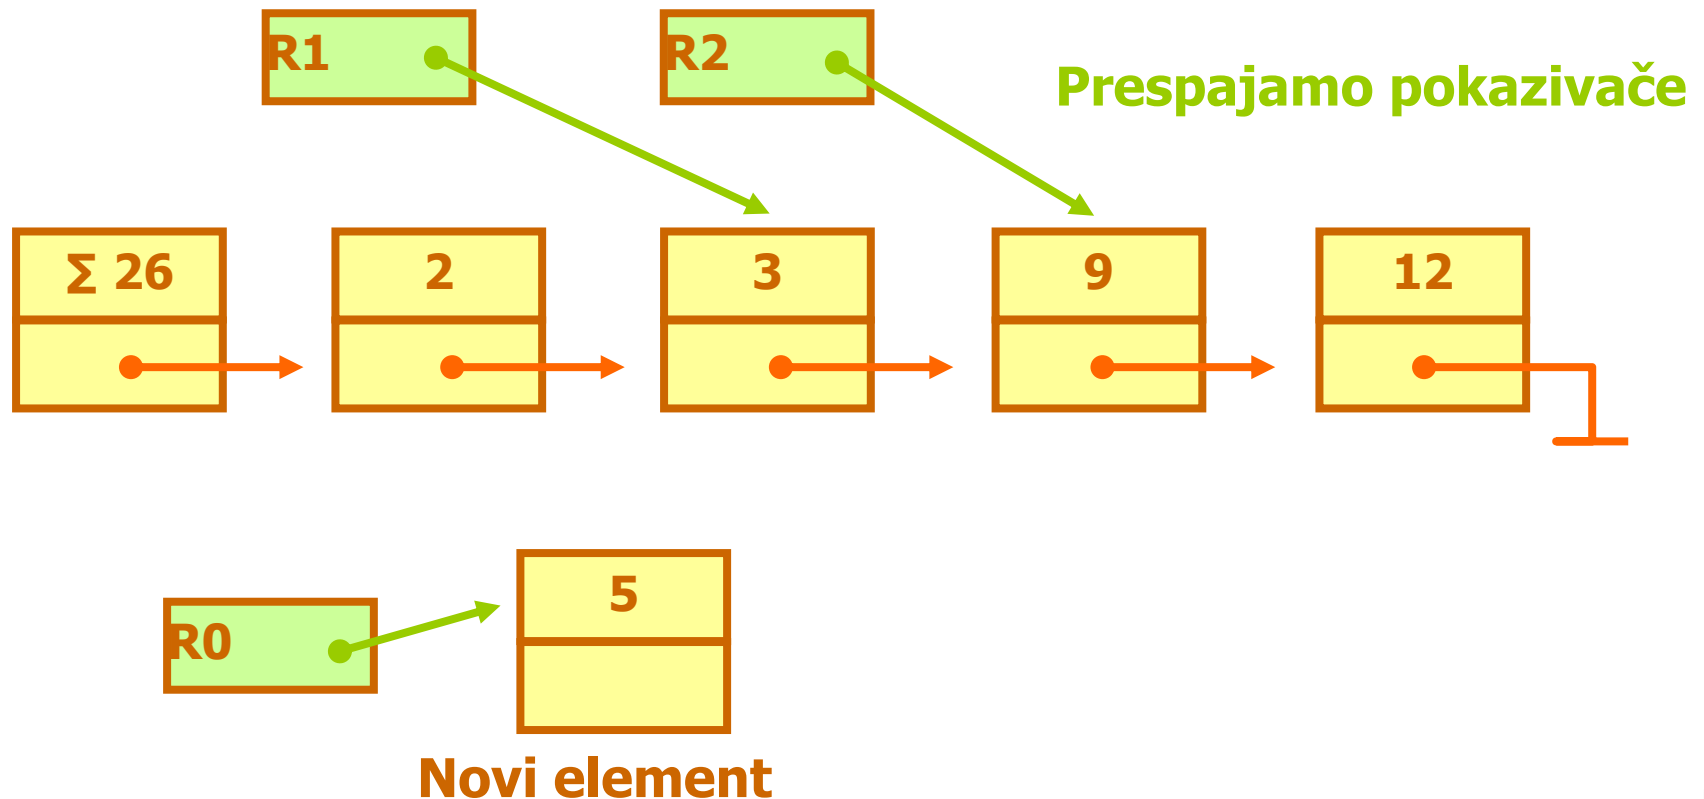 R1
R2
Prespajamo pokazivače
Σ 26
2
3
9
12
5
R0
Novi element